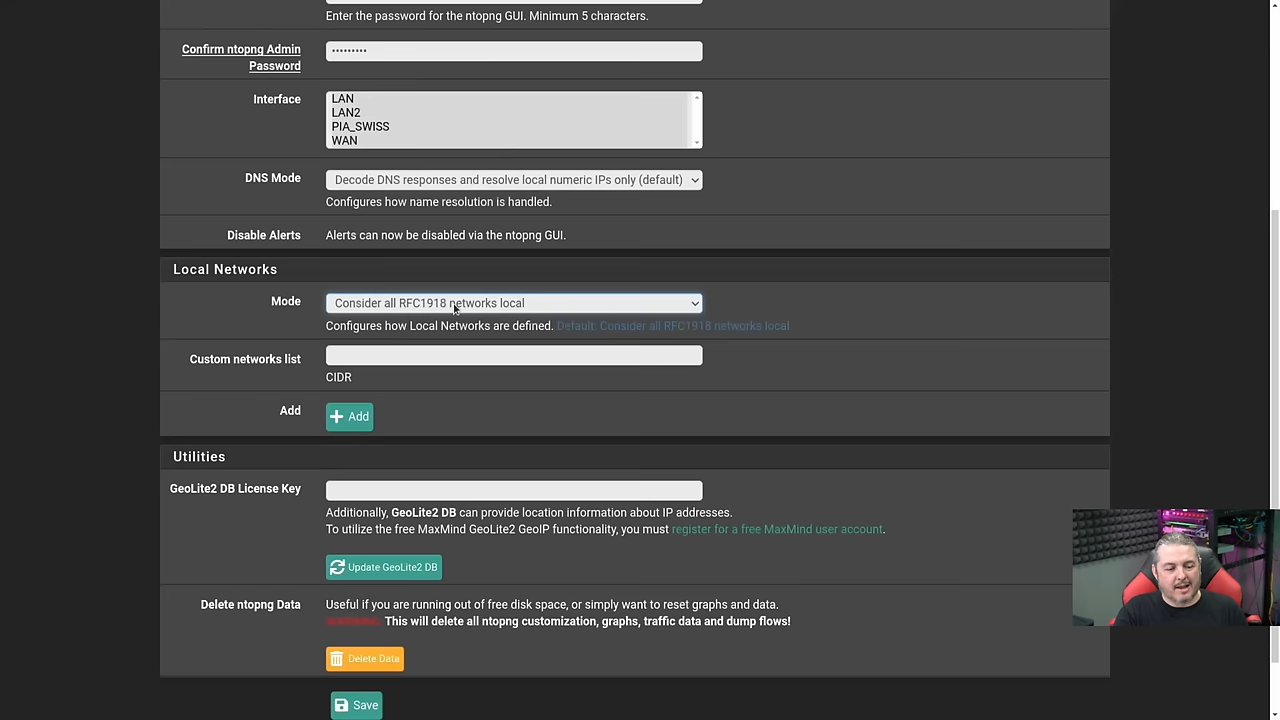 Enter the password for the ntopng GUI. Minimum 5 characters.
Confirm ntopng Admin
Password
•••••••••
Interface
LAN
LAN2
PIA_SWISS
WAN
DNS Mode
Decode DNS responses and resolve local numeric IPs only (default)
Configures how name resolution is handled.
Disable Alerts
Alerts can now be disabled via the ntopng GUI.
Local Networks
Mode
Consider all RFC1918 networks local
Configures how Local Networks are defined. Default: Consider all RFC1918 networks local
Custom networks list
CIDR
Add
Add
Utilities
GeoLite2 DB License Key
Additionally, GeoLite2 DB can provide location information about IP addresses.
To utilize the free MaxMind GeoLite2 GeoIP functionality, you must register for a free MaxMind user account.
Update GeoLite2 DB
Delete ntopng Data
Useful if you are running out of free disk space, or simply want to reset graphs and data.
This will delete all ntopng customization, graphs, traffic data and dump flows!
Delete Data
Save